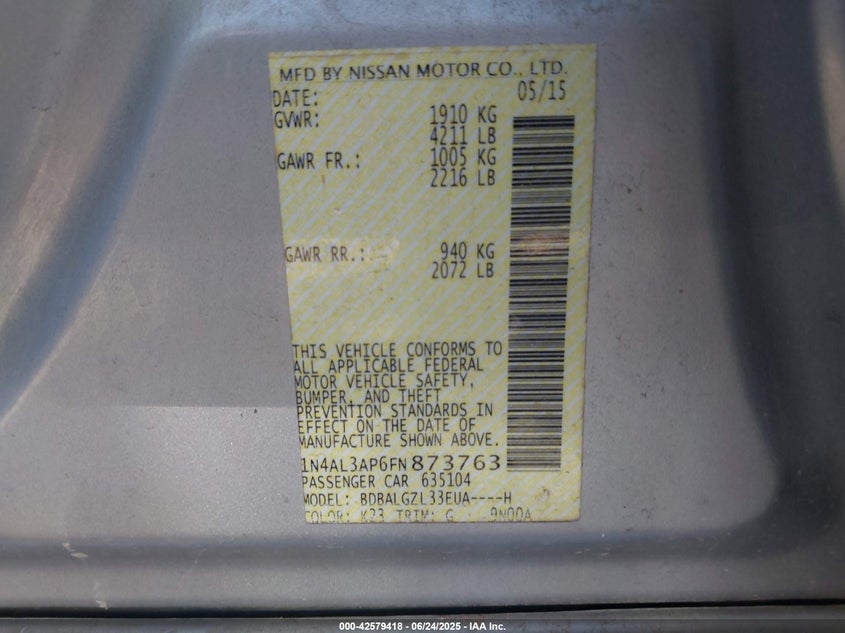 MFD BY NISSAN MOTOR CO., LTD.
DATE: 05/15
GVWR: 1910 KG
4211 LB
GAWR FR.: 1005 KG
2216 LB
GAWR RR.: 940 KG
2072 LB
THIS VEHICLE CONFORMS TO
ALL APPLICABLE FEDERAL
MOTOR VEHICLE SAFETY,
BUMPER, AND THEFT
PREVENTION STANDARDS IN
EFFECT ON THE DATE OF
MANUFACTURE SHOWN ABOVE.
1N4AL3AP6FN873763
PASSENGER CAR 635104
MODEL: BDBALGZL33EUA----H
COLOR: K23 TRIM: G 9N00A
000-42579418 - 06/24/2025 - IAA Inc.